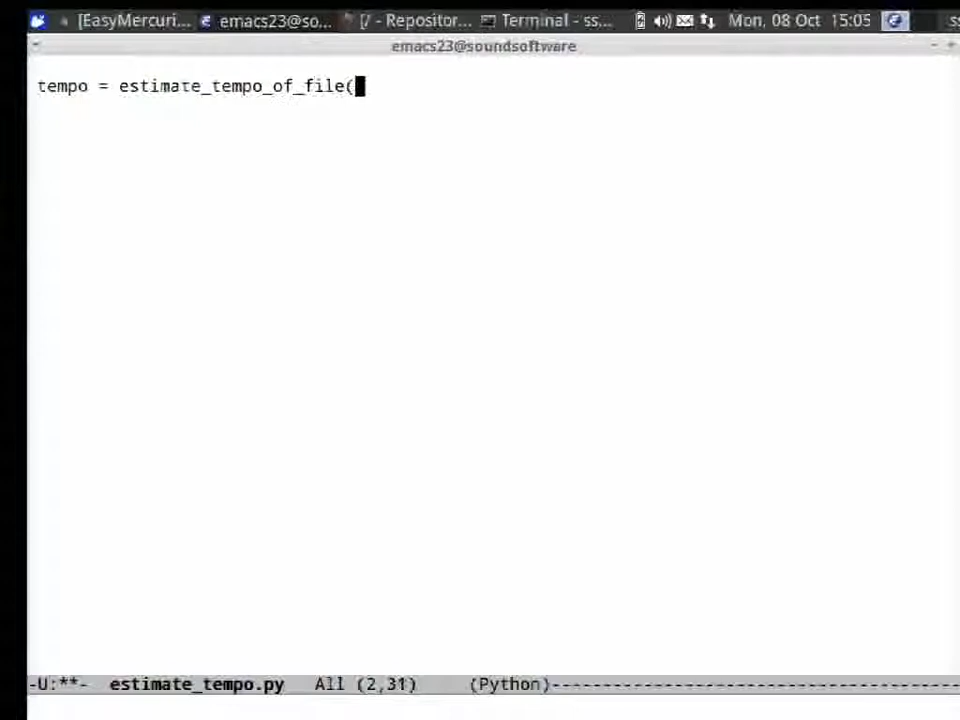 [EasyMercuri... emacs23@so... [/ - Repositor... Terminal - ss... Mon, 08 Oct 15:05 ss
emacs23@soundsoftware
tempo = estimate_tempo_of_file(
-U:**- estimate_tempo.py All (2,31) (Python)--------------------------------------------